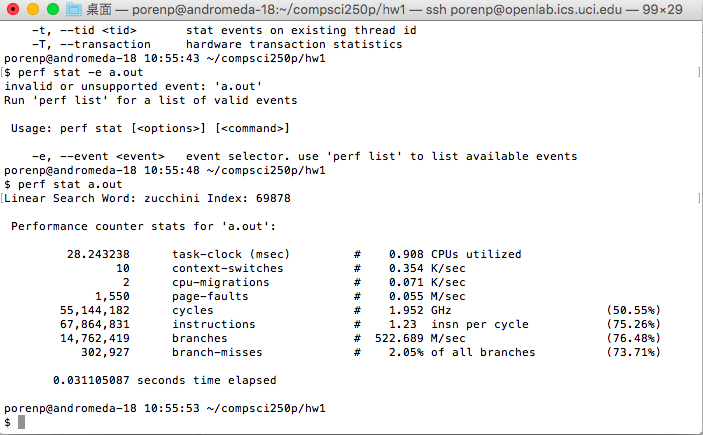 桌面 — porenp@andromeda-18:~/compsci250p/hw1 — ssh porenp@openlab.ics.uci.edu — 99×29
-t, --tid <tid>       stat events on existing thread id
-T, --transaction     hardware transaction statistics
porenp@andromeda-18 10:55:43 ~/compsci250p/hw1
[$ perf stat -e a.out ]
invalid or unsupported event: 'a.out'
Run 'perf list' for a list of valid events
Usage: perf stat [<options>] [<command>]
-e, --event <event>   event selector. use 'perf list' to list available events
porenp@andromeda-18 10:55:48 ~/compsci250p/hw1
$ perf stat a.out
[Linear Search Word: zucchini Index: 69878 ]
Performance counter stats for 'a.out':
28.243238      task-clock (msec)         #    0.908 CPUs utilized
10      context-switches          #    0.354 K/sec
2      cpu-migrations            #    0.071 K/sec
1,550      page-faults               #    0.055 M/sec
55,144,182      cycles                    #    1.952 GHz                      (50.55%)
67,864,831      instructions              #    1.23  insn per cycle           (75.26%)
14,762,419      branches                  #  522.689 M/sec                    (76.48%)
302,927      branch-misses             #    2.05% of all branches          (73.71%)
0.031105087 seconds time elapsed
porenp@andromeda-18 10:55:53 ~/compsci250p/hw1
$